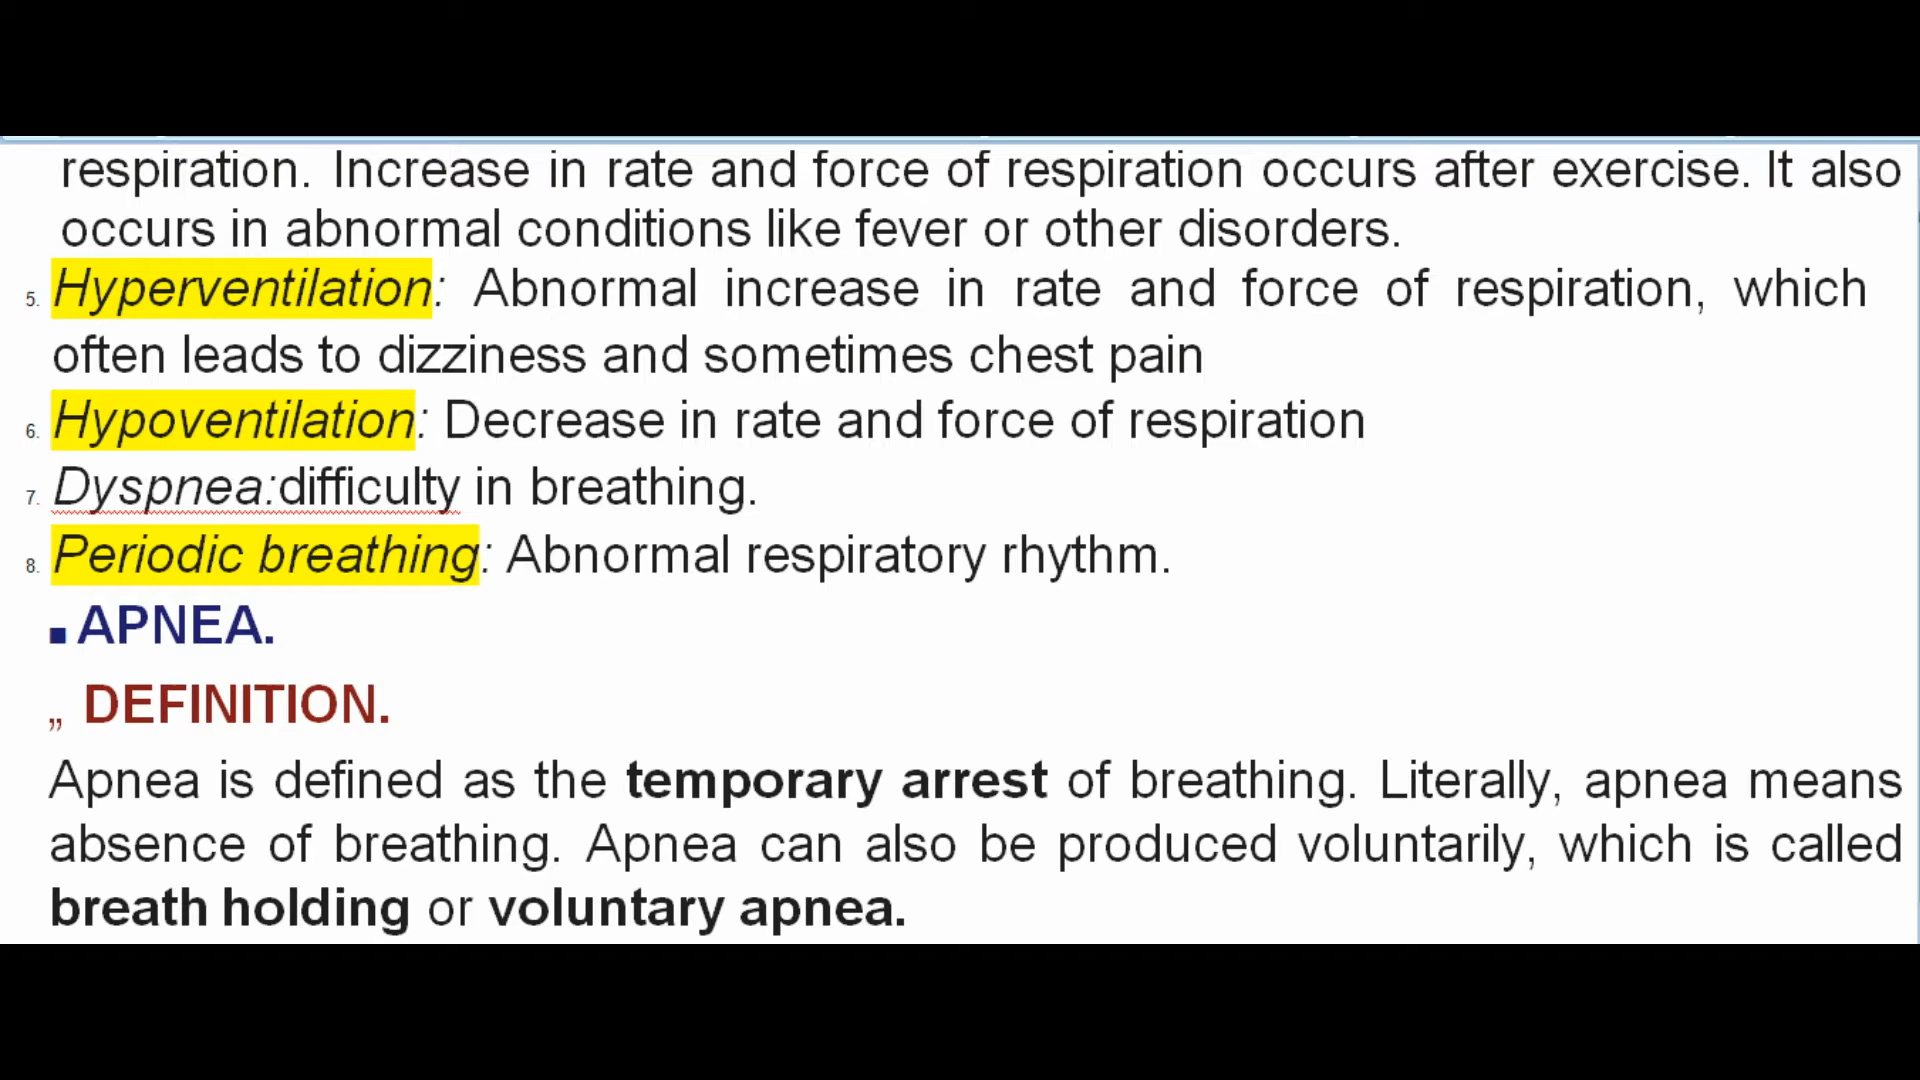 respiration. Increase in rate and force of respiration occurs after exercise. It also
occurs in abnormal conditions like fever or other disorders.
5. Hyperventilation: Abnormal increase in rate and force of respiration, which
often leads to dizziness and sometimes chest pain
6. Hypoventilation: Decrease in rate and force of respiration
7. Dyspnea:difficulty in breathing.
8. Periodic breathing: Abnormal respiratory rhythm.
■ APNEA.
„ DEFINITION.
Apnea is defined as the temporary arrest of breathing. Literally, apnea means
absence of breathing. Apnea can also be produced voluntarily, which is called
breath holding or voluntary apnea.